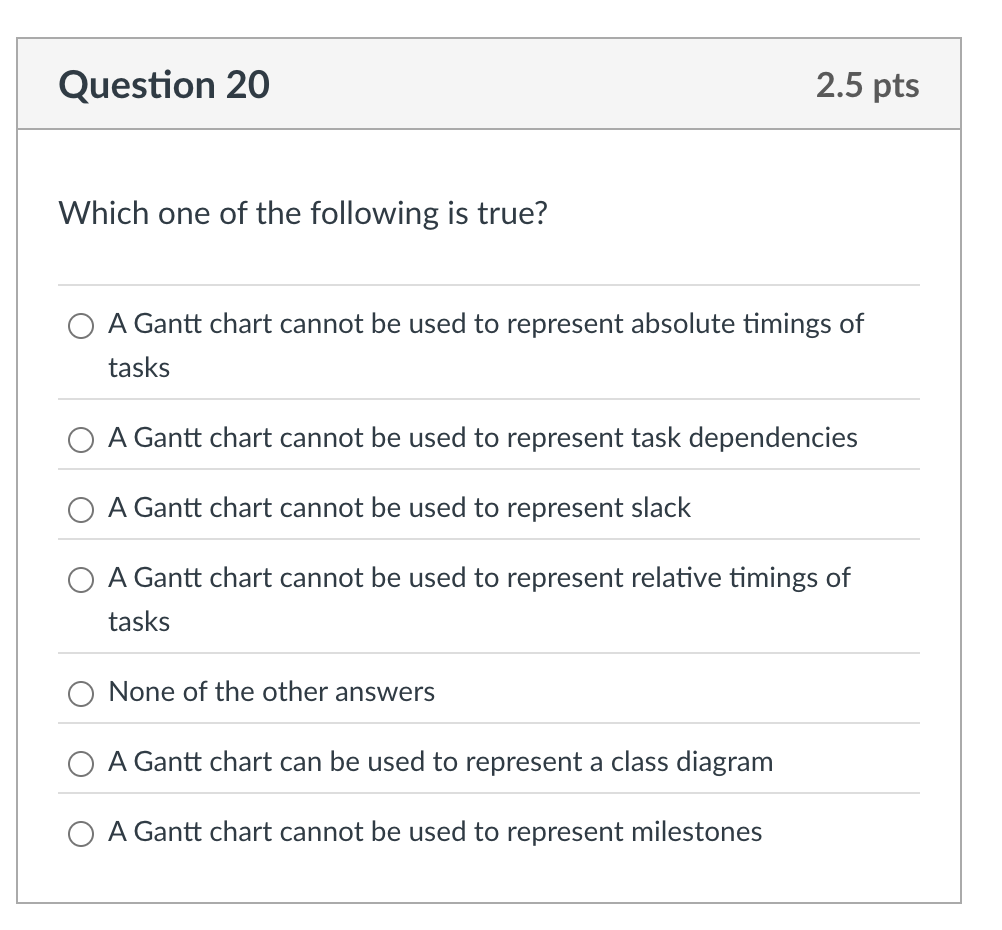 Question 20
2.5 pts
Which one of the following is true?
A Gantt chart cannot be used to represent absolute timings of
tasks
A Gantt chart cannot be used to represent task dependencies
A Gantt chart cannot be used to represent slack
A Gantt chart cannot be used to represent relative timings of
tasks
None of the other answers
A Gantt chart can be used to represent a class diagram
A Gantt chart cannot be used to represent milestones